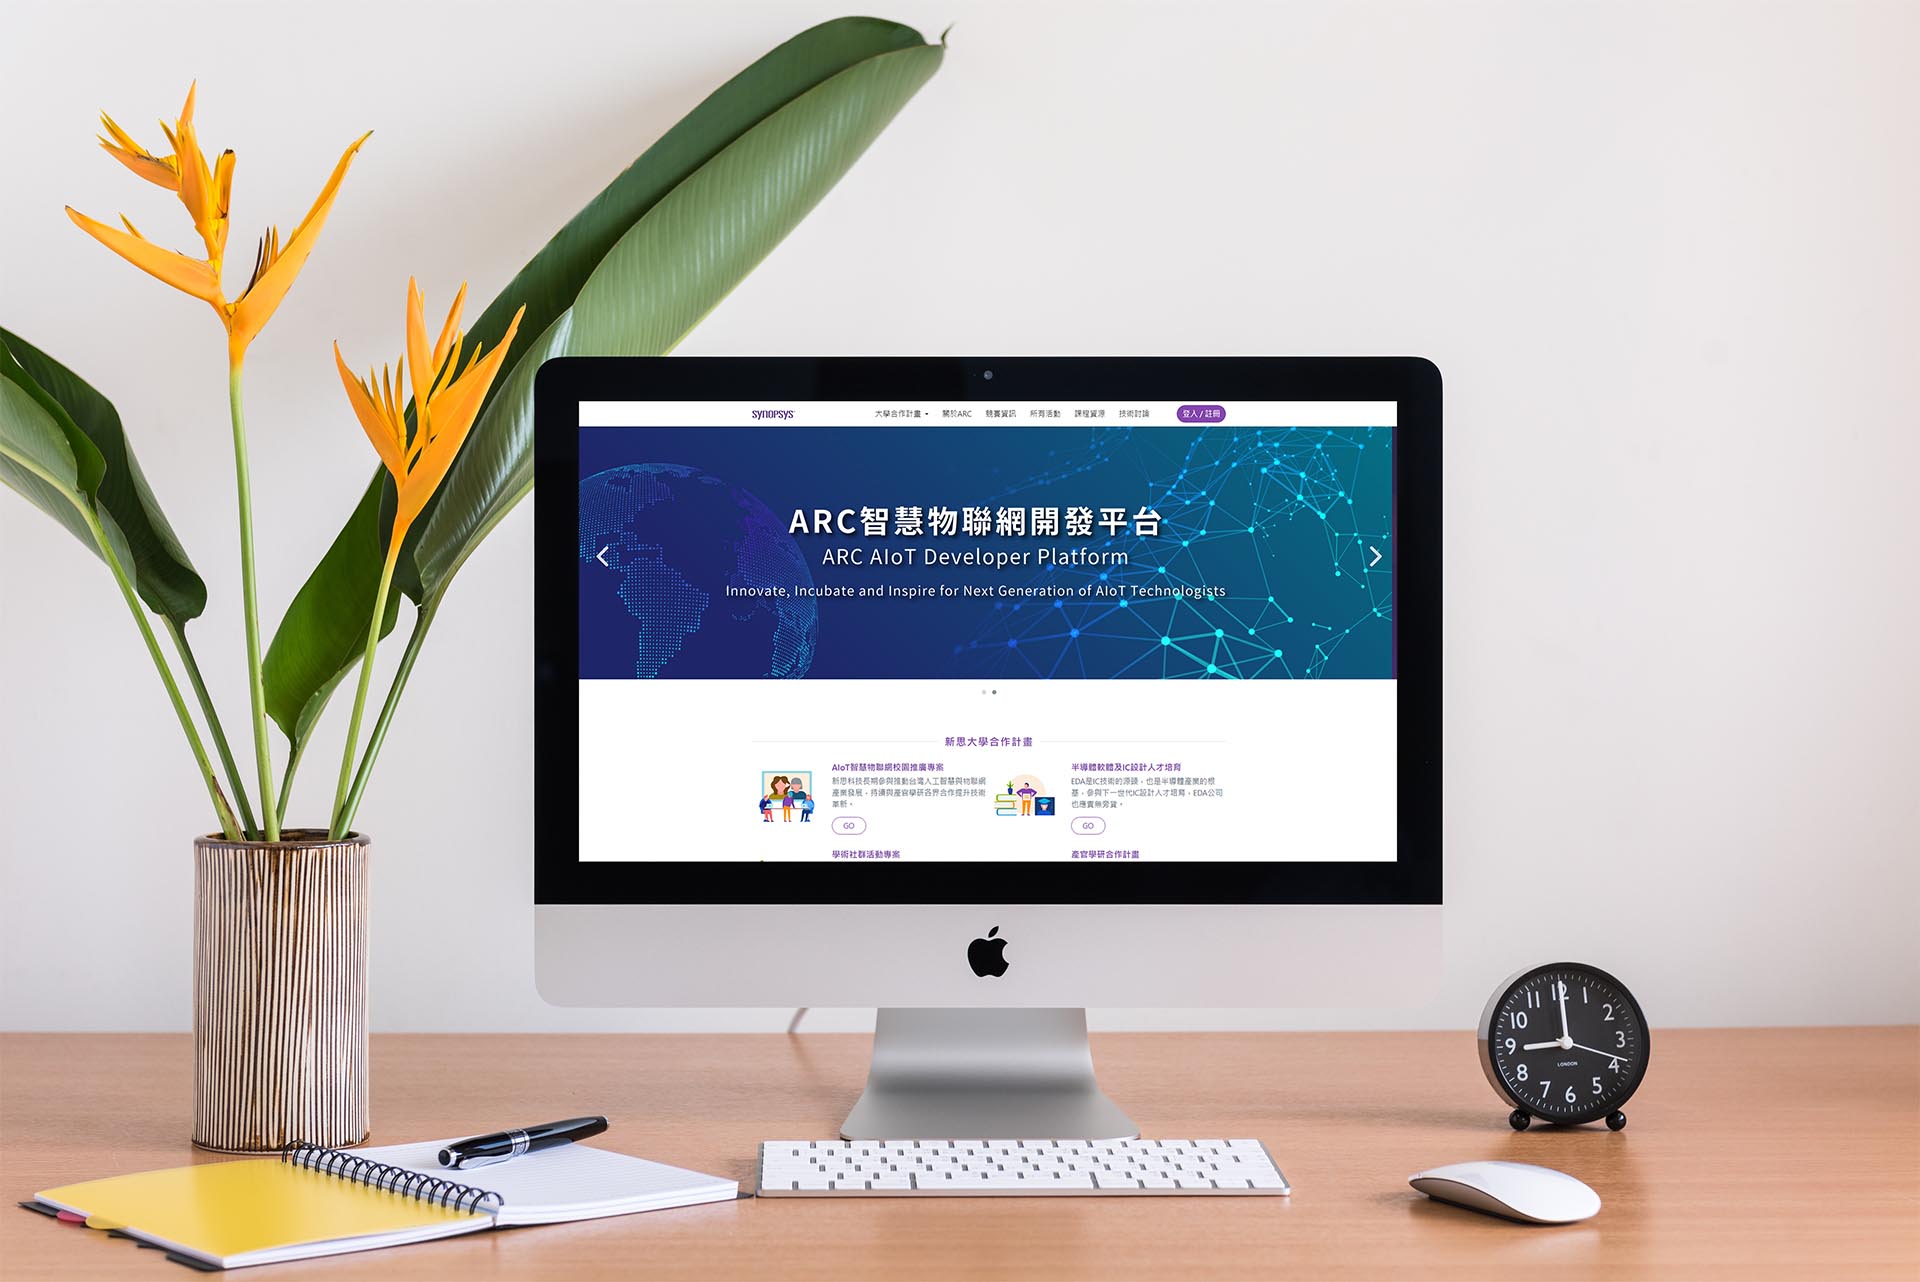 SYNOPSYS
大學合作計畫 關於ARC 競賽資訊 所有活動 課程資源 技術討論 登入 / 註冊
ARC智慧物聯網開發平台
ARC AIoT Developer Platform
Innovate, Incubate and Inspire for Next Generation of AIoT Technologists
新思大學合作計畫
AIoT智慧物聯網校園推廣專案
新思科技長期參與推動台灣人工智慧與物聯網
產業發展，持續與產官學研各界合作提升技術
革新。
GO
半導體軟體及IC設計人才培育
EDA是IC技術的源頭，也是半導體產業的根
基，參與下一世代IC設計人才培育，EDA公司
也應實無旁貸。
GO
學術社群活動專案
產官學研合作計畫
12
1
2
3
4
5
6
7
8
9
10
11
LONDON